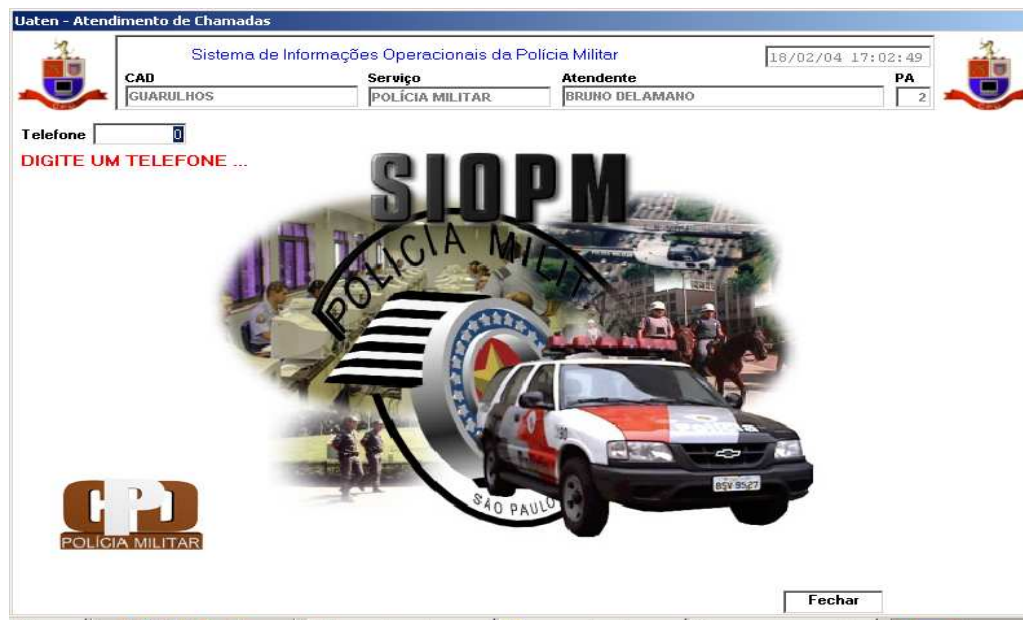 Uaten - Atendimento de Chamadas
Sistema de Informações Operacionais da Polícia Militar
18/02/04 17:02:49
CAD
Serviço
Atendente
PA
GUARULHOS
POLÍCIA MILITAR
BRUNO DELAMANO
2
Telefone
0
DIGITE UM TELEFONE ...
SIOPM
POLICIA MILIT
BSV 9527
SÃO PAULO
CPD
POLÍCIA MILITAR
Fechar